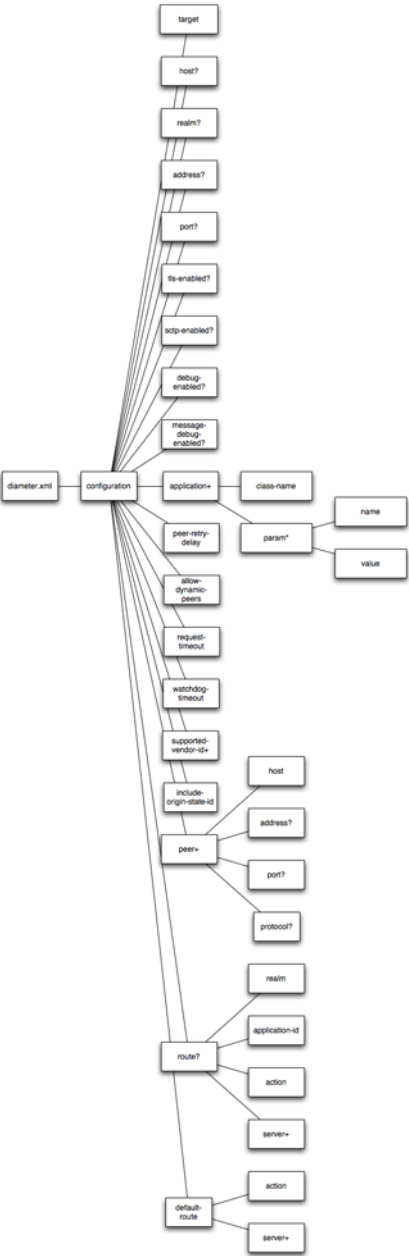 target
host?
realm?
address?
port?
tls-enabled?
sctp-enabled?
debug-
enabled?
message-
debug-
enabled?
diameter.xml
configuration
application+
class-name
name
param*
value
peer-retry-
delay
allow-
dynamic-
peers
request-
timeout
watchdog-
timeout
supported-
vendor-id+
include-
origin-state-id
peer+
host
address?
port?
protocol?
route?
realm
application-id
action
server+
default-
route
action
server+